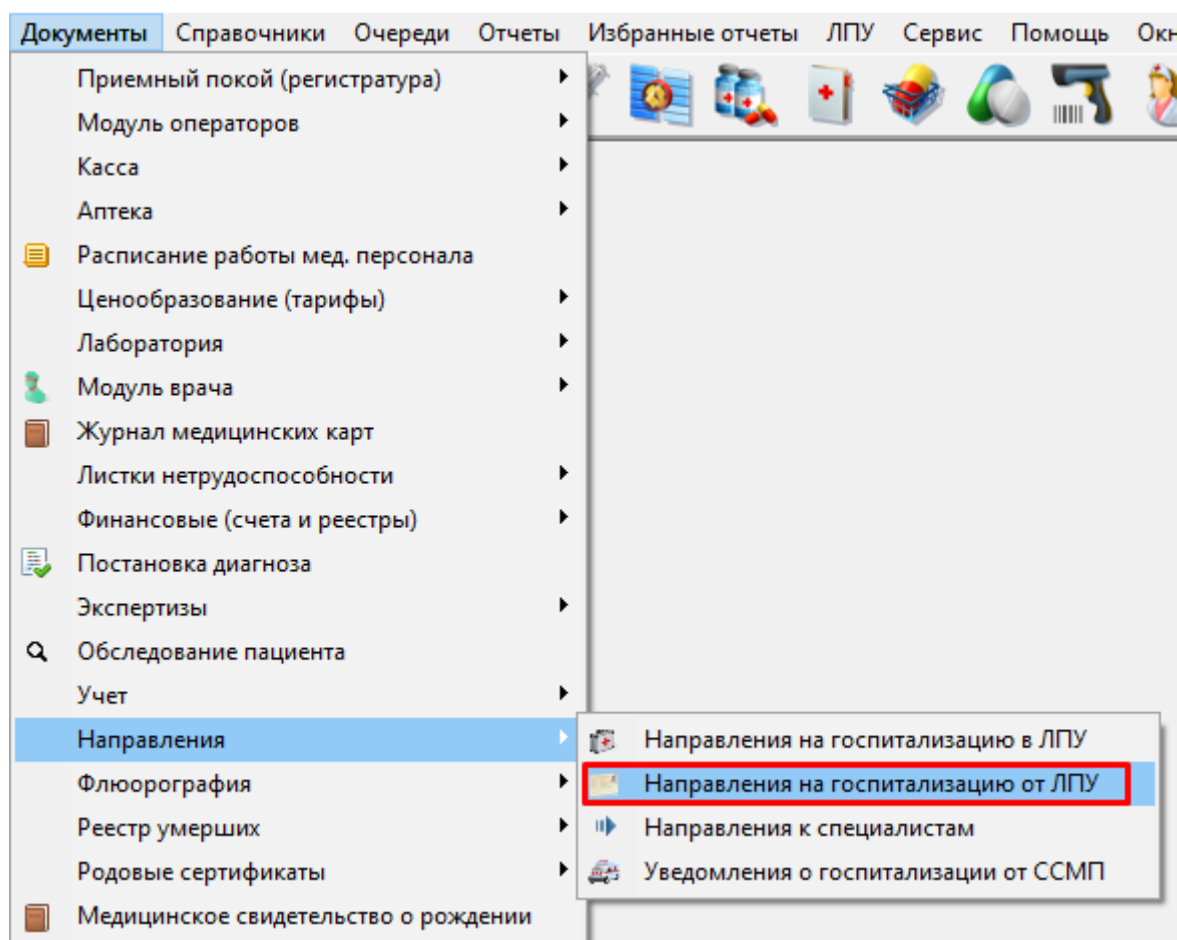 Документы Справочники Очереди Отчеты Избранные отчеты ЛПУ Сервис Помощь
Приемный покой (регистратура)
Модуль операторов
Касса
Аптека
Расписание работы мед. персонала
Ценообразование (тарифы)
Лаборатория
Модуль врача
Журнал медицинских карт
Листки нетрудоспособности
Финансовые (счета и реестры)
Постановка диагноза
Экспертизы
Обследование пациента
Учет
Направления
Направления на госпитализацию в ЛПУ
Флюорография
Направления на госпитализацию от ЛПУ
Реестр умерших
Направления к специалистам
Родовые сертификаты
Уведомления о госпитализации от ССМП
Медицинское свидетельство о рождении